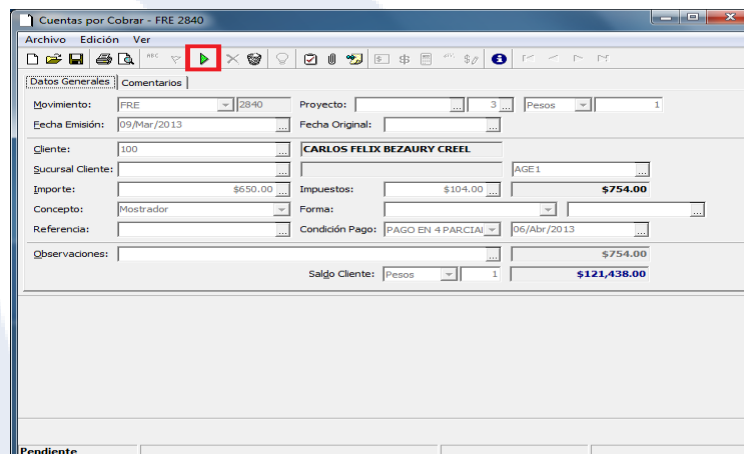 Cuentas por Cobrar - FRE 2840
Archivo Edición Ver
Datos Generales Comentarios
Movimiento: FRE 2840 Proyecto: ... 3 ... Pesos 1
Fecha Emisión: 09/Mar/2013 ... Fecha Original: ...
Cliente: 100 ... CARLOS FELIX BEZAURY CREEL
Sucursal Cliente: ... AGE1 ...
Importe: $650.00 ... Impuestos: $104.00 ... $754.00
Concepto: Mostrador Forma: ...
Referencia: ... Condición Pago: PAGO EN 4 PARCIAL 06/Abr/2013 ...
Observaciones: ... $754.00
Saldo Cliente: Pesos 1 $121,438.00
Pendiente